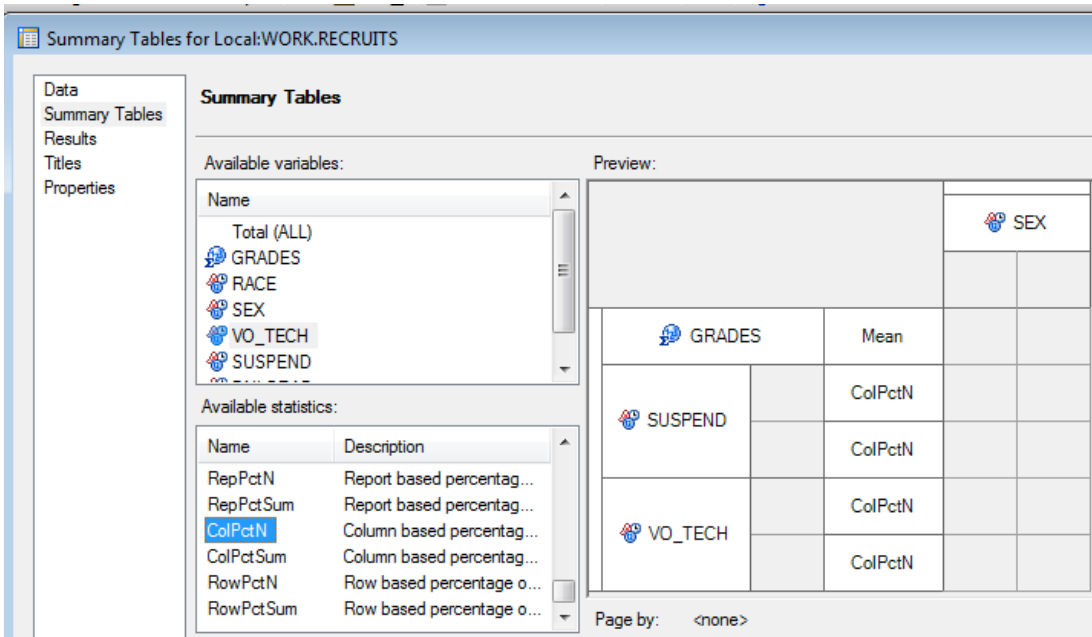 Summary Tables for Local:WORK.RECRUITS
Data
Summary Tables
Results
Titles
Properties
Summary Tables
Available variables:
Name
Total (ALL)
GRADES
RACE
SEX
VO_TECH
SUSPEND
Available statistics:
Name Description
RepPctN Report based percentag...
RepPctSum Report based percentag...
ColPctN Column based percentag...
ColPctSum Column based percentag...
RowPctN Row based percentage o...
RowPctSum Row based percentage o...
Preview:
SEX
GRADES Mean
SUSPEND ColPctN
ColPctN
VO_TECH ColPctN
ColPctN
Page by: <none>